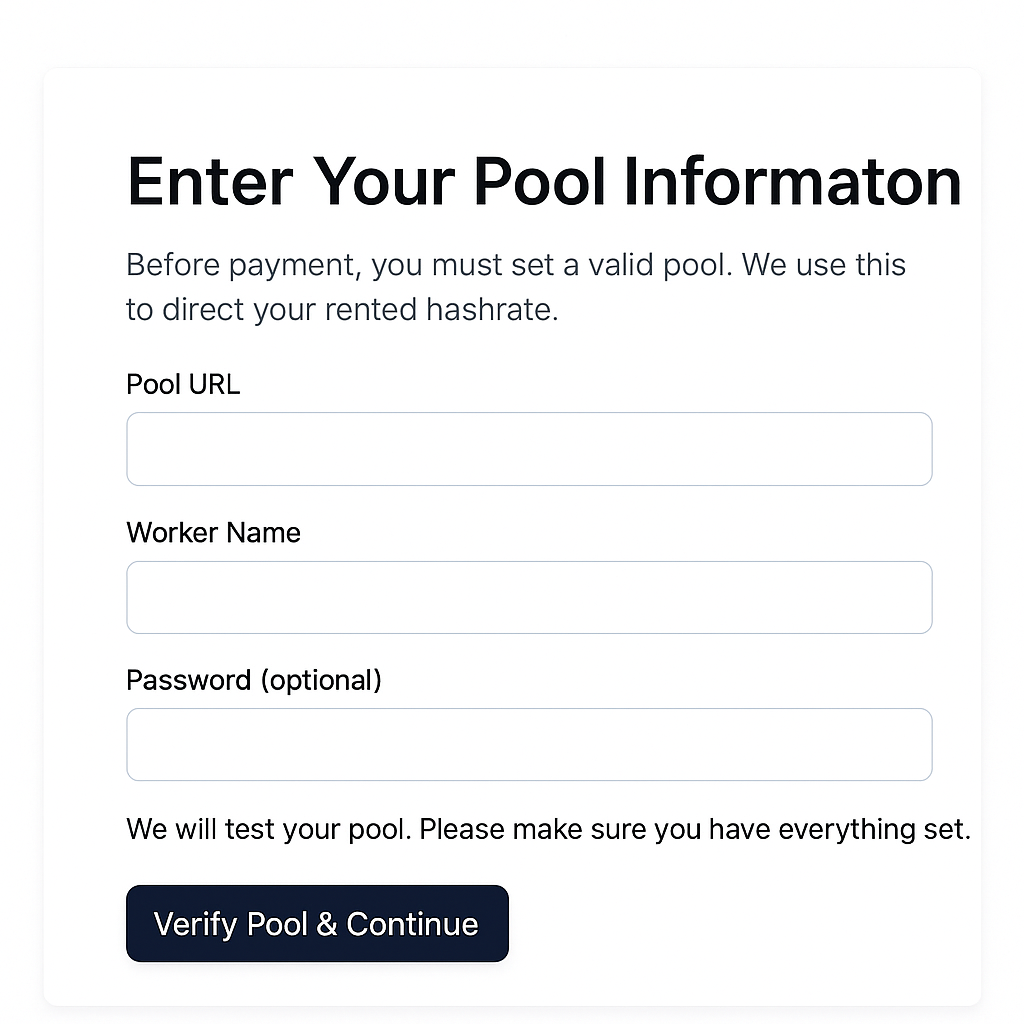 Enter Your Pool Informaton
Before payment, you must set a valid pool. We use this
to direct your rented hashrate.
Pool URL
Worker Name
Password (optional)
We will test your pool. Please make sure you have everything set.
Verify Pool & Continue